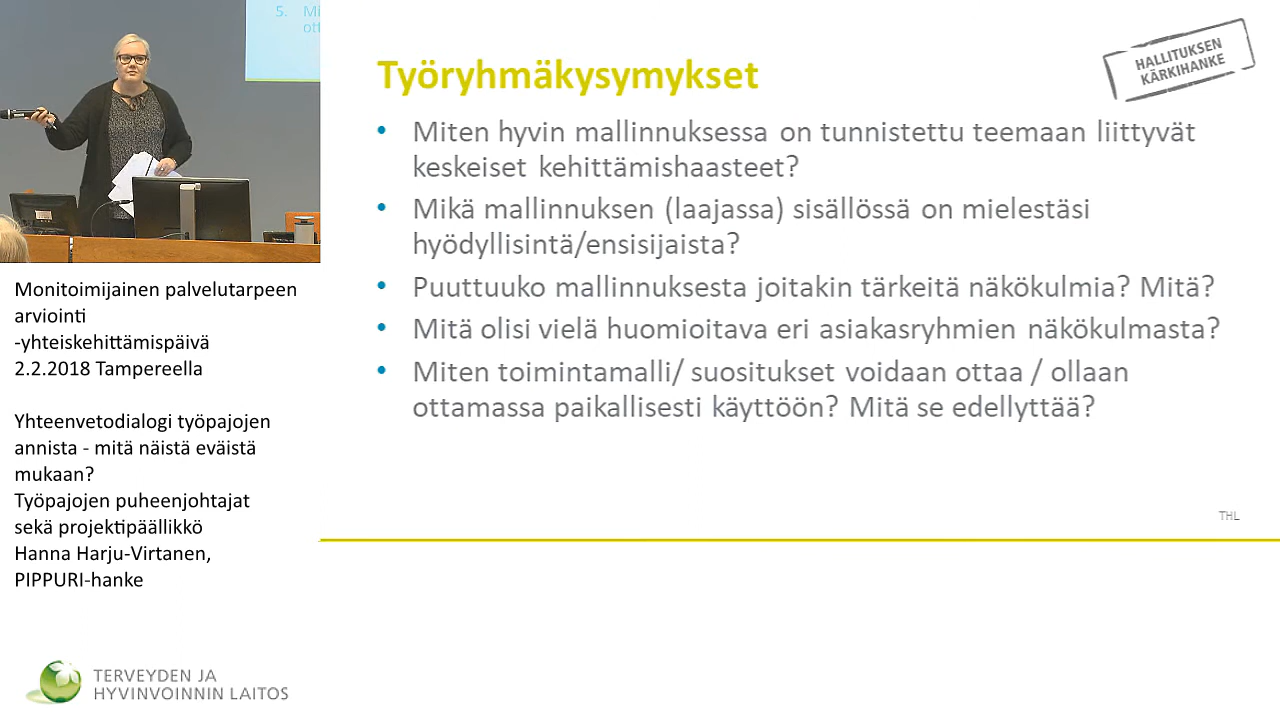 5. Mi
ott
Monitoimijainen palvelutarpeen
arviointi
-yhteiskehittämispäivä
2.2.2018 Tampereella
Yhteenvetodialogi työpajojen
annista - mitä näistä eväistä
mukaan?
Työpajojen puheenjohtajat
sekä projektipäällikkö
Hanna Harju-Virtanen,
PIPPURI-hanke
TERVEYDEN JA
HYVINVOINNIN LAITOS
Työryhmäkysymykset
HALLITUKSEN
KÄRKIHANKE
• Miten hyvin mallinnuksessa on tunnistettu teemaan liittyvät
keskeiset kehittämishaasteet?
• Mikä mallinnuksen (laajassa) sisällössä on mielestäsi
hyödyllisintä/ensisijaista?
• Puuttuuko mallinnuksesta joitakin tärkeitä näkökulmia? Mitä?
• Mitä olisi vielä huomioitava eri asiakasryhmien näkökulmasta?
• Miten toimintamalli/ suositukset voidaan ottaa / ollaan
ottamassa paikallisesti käyttöön? Mitä se edellyttää?
THL